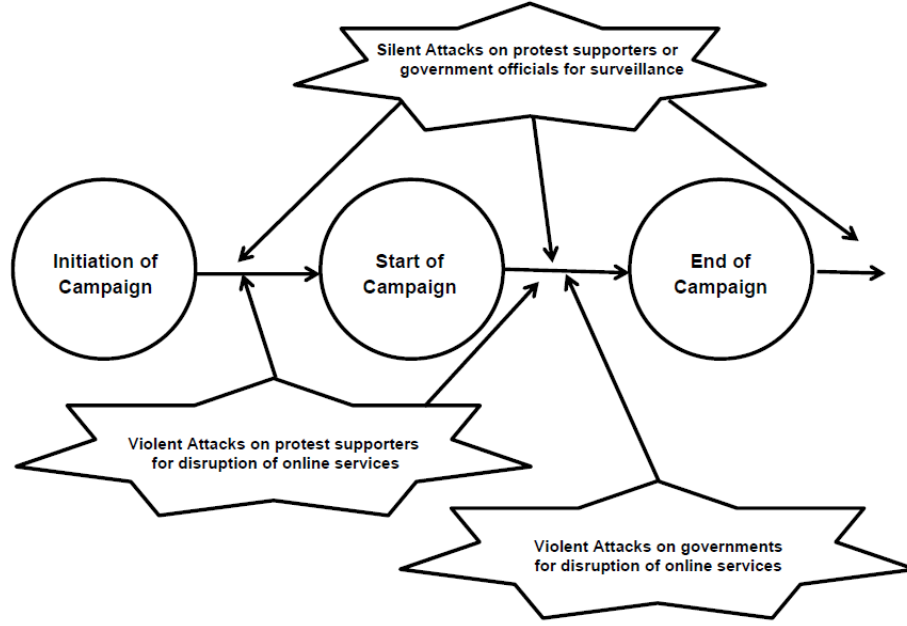 Silent Attacks on protest supporters or
government officials for surveillance
Initiation of
Campaign
Start of
Campaign
End of
Campaign
Violent Attacks on protest supporters
for disruption of online services
Violent Attacks on governments
for disruption of online services